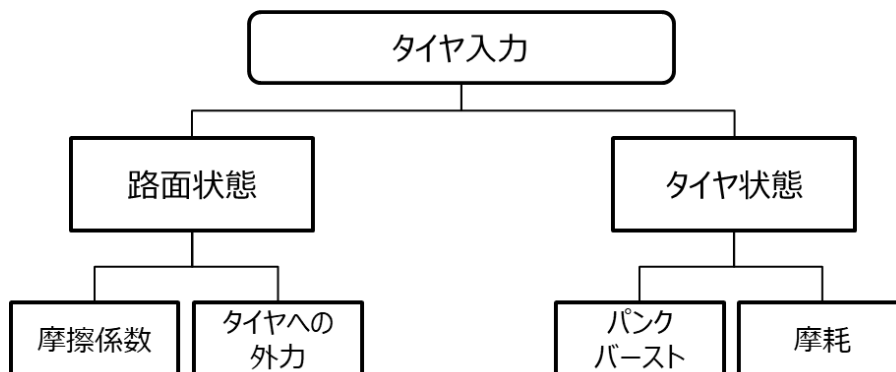 タイヤ入力
路面状態
タイヤ状態
摩擦係数
タイヤへの
外力
パンク
バースト
摩耗